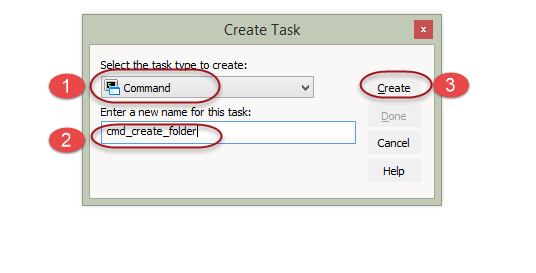 Create Task
x
Select the task type to create:
1
Command
Create
3
Enter a new name for this task:
2
cmd_create_folder
Done
Cancel
Help